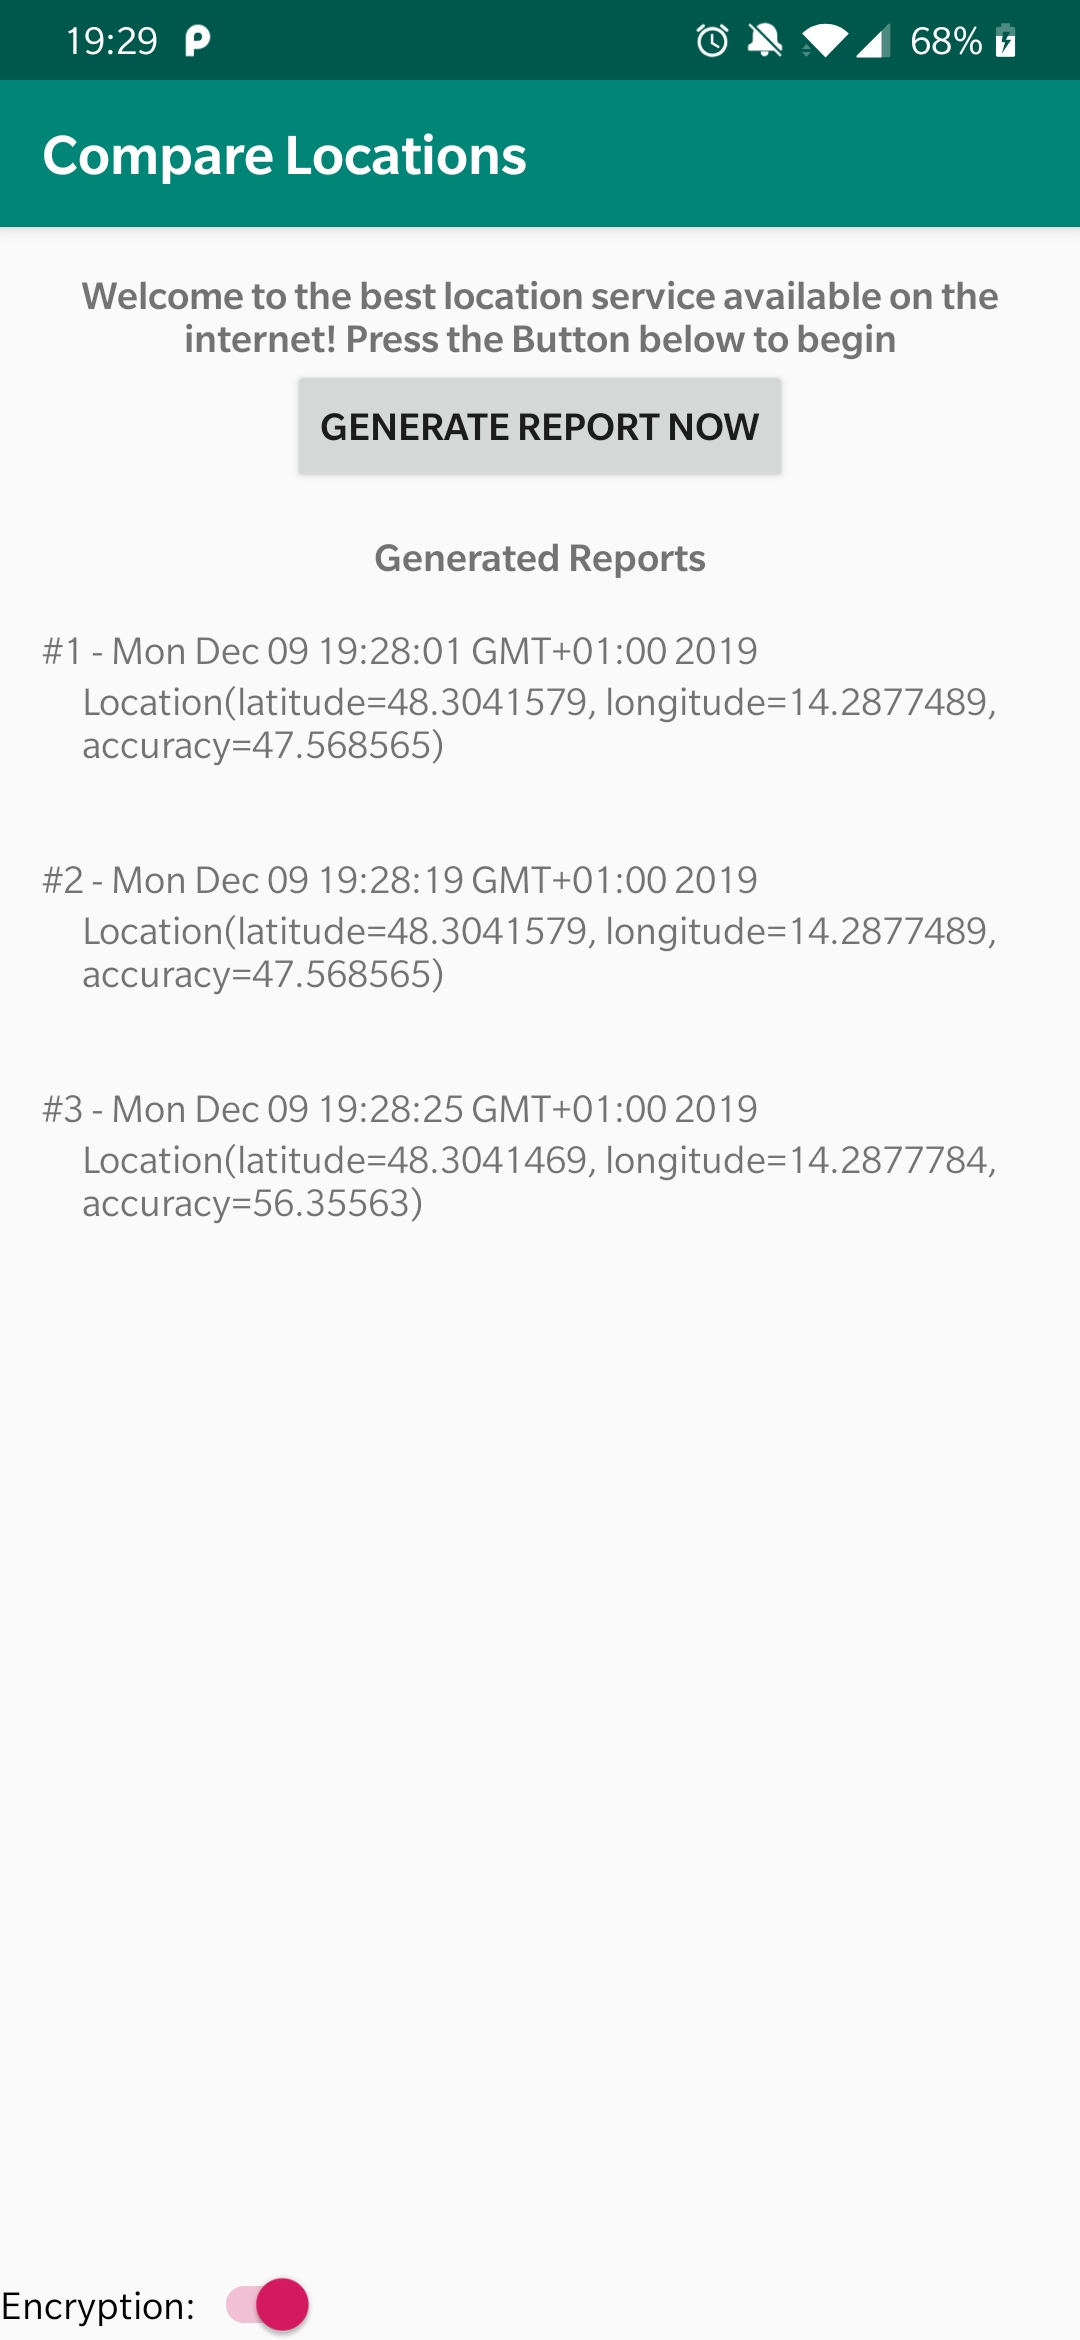 19:29
68%
Compare Locations
Welcome to the best location service available on the
internet! Press the Button below to begin
GENERATE REPORT NOW
Generated Reports
#1 - Mon Dec 09 19:28:01 GMT+01:00 2019
Location(latitude=48.3041579, longitude=14.2877489,
accuracy=47.568565)
#2 - Mon Dec 09 19:28:19 GMT+01:00 2019
Location(latitude=48.3041579, longitude=14.2877489,
accuracy=47.568565)
#3 - Mon Dec 09 19:28:25 GMT+01:00 2019
Location(latitude=48.3041469, longitude=14.2877784,
accuracy=56.35563)
Encryption: